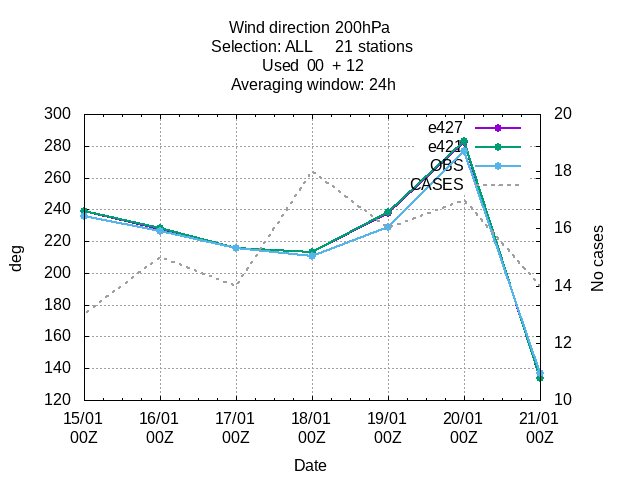 Wind direction 200hPa
Selection: ALL 21 stations
Used 00 + 12
Averaging window: 24h
300
280
260
240
220
200
180
160
140
120
20
18
16
14
12
10
deg
No cases
e427
e421
OBS
CASES
15/01 16/01 17/01 18/01 19/01 20/01 21/01
00Z 00Z 00Z 00Z 00Z 00Z 00Z
Date